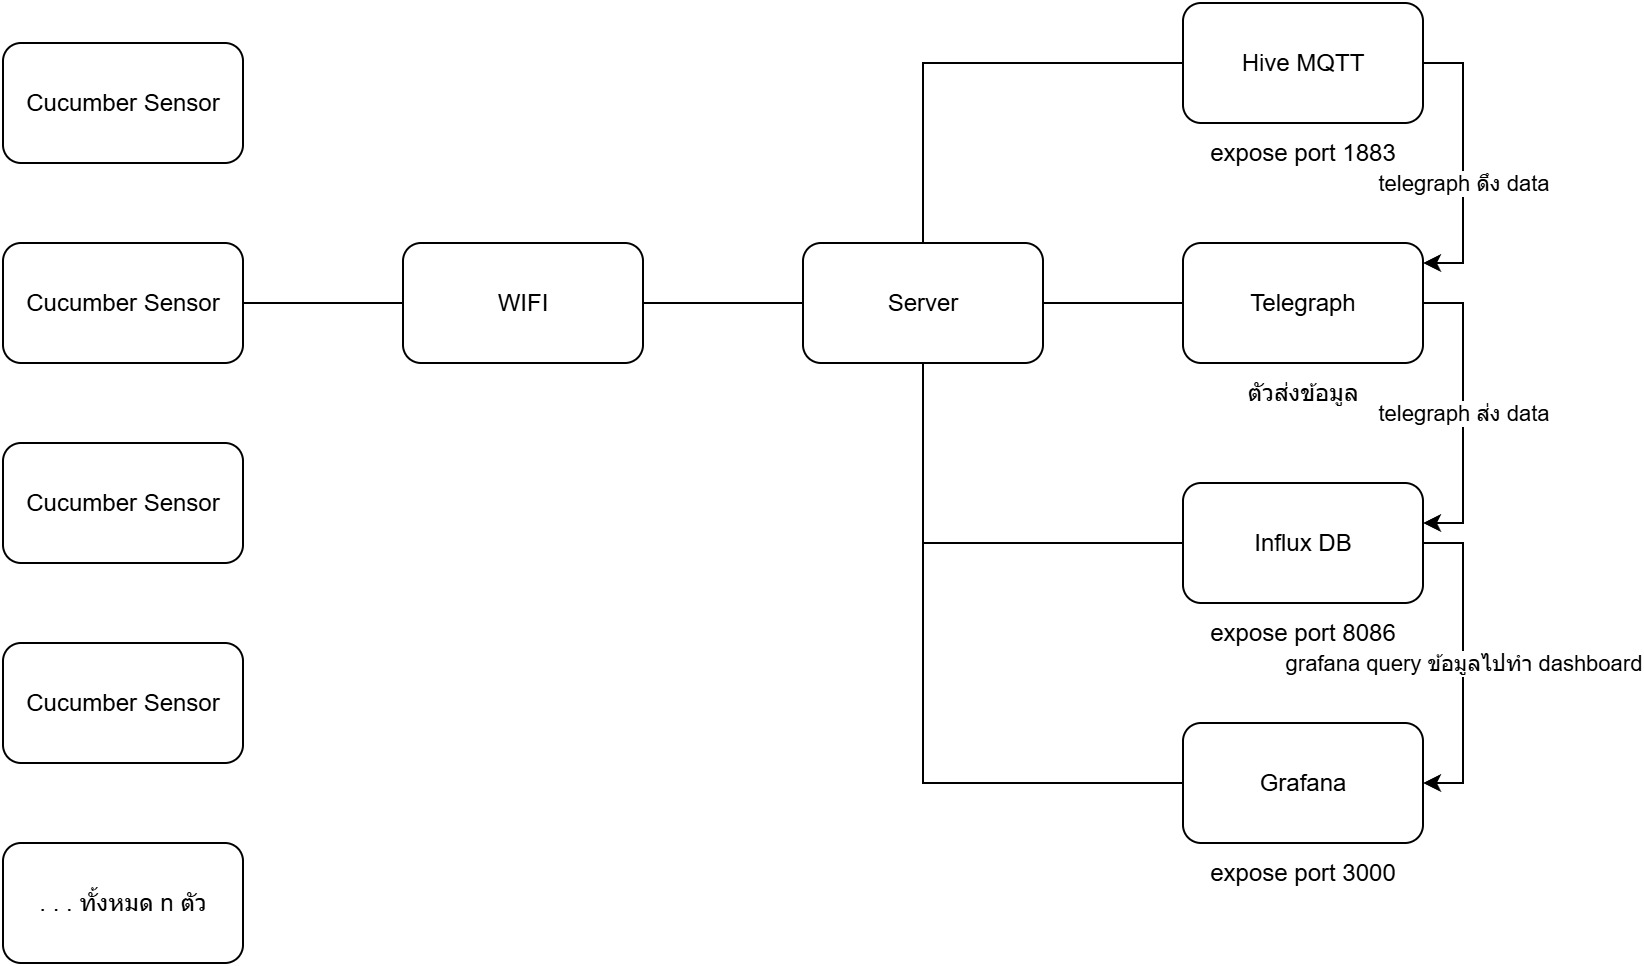 Cucumber Sensor
Cucumber Sensor
Cucumber Sensor
Cucumber Sensor
. . . ทั้งหมด n ตัว
WIFI
Server
Hive MQTT
expose port 1883
telegraph ดึง data
Telegraph
ตัวส่งข้อมูล
telegraph ส่ง data
Influx DB
expose port 8086
grafana query ข้อมูลไปทำ dashboard
Grafana
expose port 3000